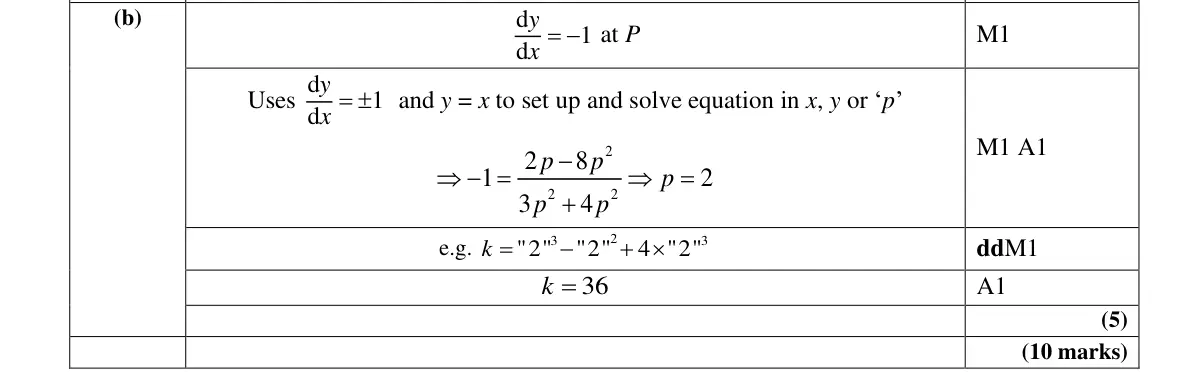 (b)
dy/dx = −1 at P
M1
Uses dy/dx = ±1 and y = x to set up and solve equation in x, y or ‘p’
⇒ −1 = (2p − 8p²)/(3p² + 4p²) ⇒ p = 2
M1 A1
e.g. k = "2"³ − "2"² + 4 × "2"³
ddM1
k = 36
A1
(5)
(10 marks)